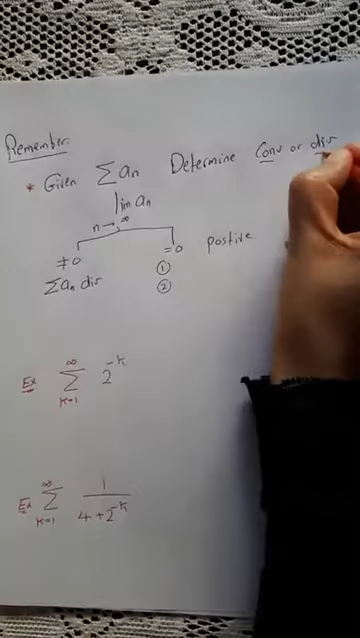 Remember:
* Given ∑ aₙ Determine Conv or div
lim aₙ
n→∞
≠0 =0 postive
∑ aₙ div ①
②
Ex ∑_{k=1}^{∞} 2^{-k}
Ex ∑_{k=1}^{∞} 1/(4+2^{-k})